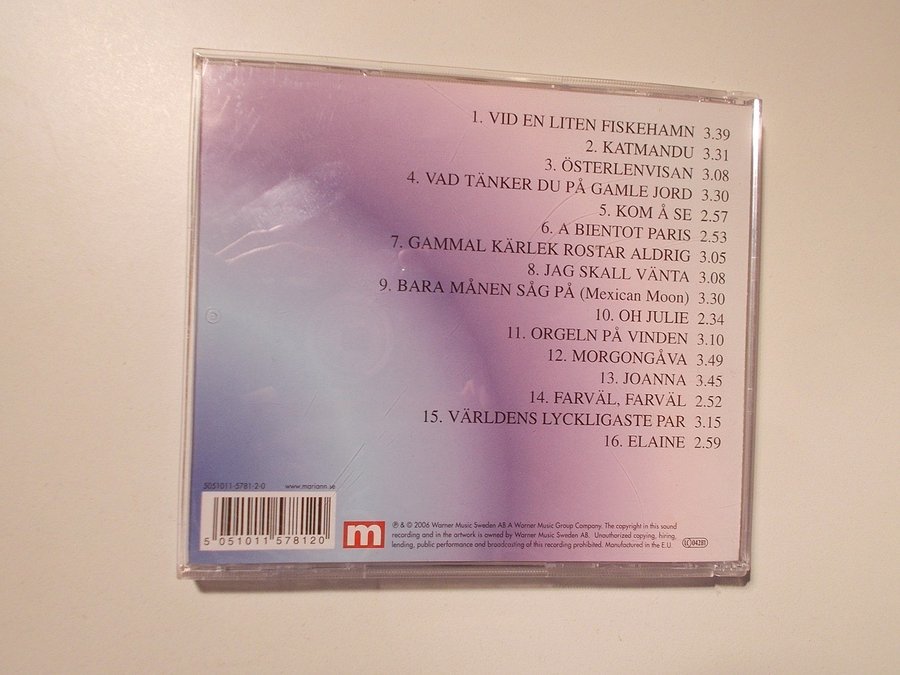 1. VID EN LITEN FISKEHAMN 3.39
2. KATMANDU 3.31
3. ÖSTERLENVISAN 3.08
4. VAD TÄNKER DU PÅ GAMLE JORD 3.30
5. KOM Å SE 2.57
6. A BIENTOT PARIS 2.53
7. GAMMAL KÄRLEK ROSTAR ALDRIG 3.05
8. JAG SKALL VÄNTA 3.08
9. BARA MÅNEN SÅG PÅ (Mexican Moon) 3.30
10. OH JULIE 2.34
11. ORGELN PÅ VINDEN 3.10
12. MORGONGÅVA 3.49
13. JOANNA 3.45
14. FARVÄL, FARVÄL 2.52
15. VÄRLDENS LYCKLIGASTE PAR 3.15
16. ELAINE 2.59
5051011-5781-2-0 www.mariann.se
5 051011 578120
m
℗ & © 2006 Warner Music Sweden AB A Warner Music Group Company. The copyright in this sound
recording and in the artwork is owned by Warner Music Sweden AB. Unauthorized copying, hiring,
lending, public performance and broadcasting of this recording prohibited. Manufactured in the E.U.
LC 04281